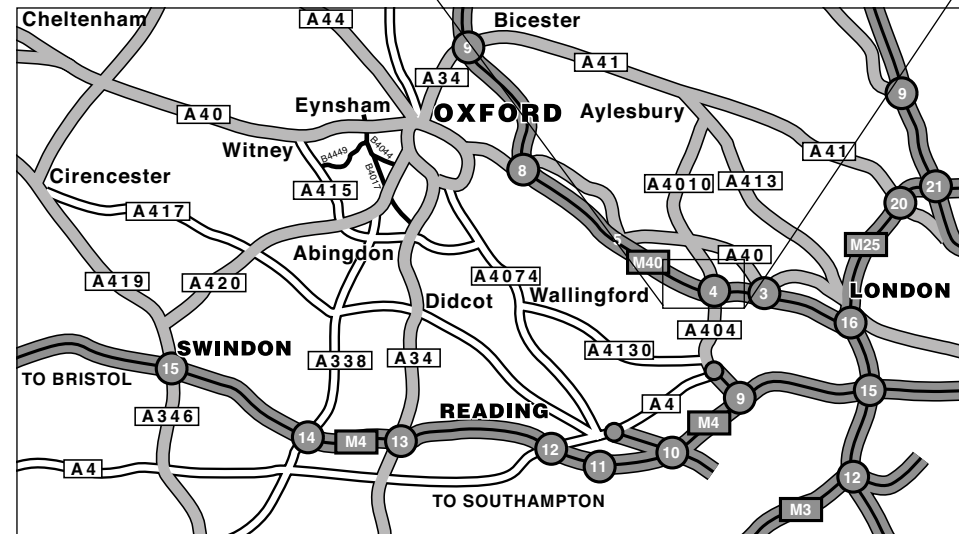 Cheltenham
A44
Bicester
9
A41
A34
9
Eynsham
OXFORD
Aylesbury
A40
Witney
B4449
B4044
B4017
A41
8
Cirencester
A415
A4010
A413
21
20
A417
5
M25
Abingdon
M40
A40
A419
A420
A4074
Wallingford
4
3
LONDON
Didcot
16
A404
SWINDON
A338
A34
A4130
15
TO BRISTOL
15
9
A346
READING
A4
M4
14
M4
13
12
11
10
A4
12
TO SOUTHAMPTON
M3